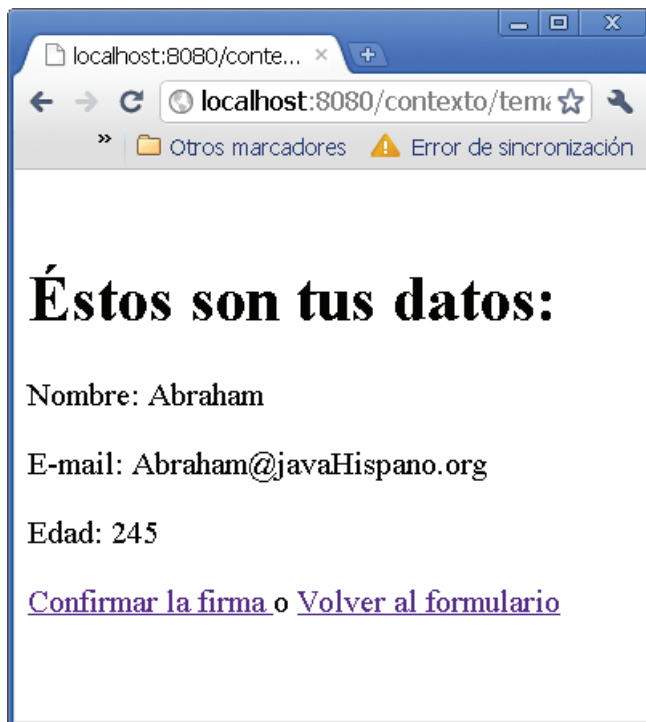 localhost:8080/conte...
localhost:8080/contexto/tema
» Otros marcadores Error de sincronización
Éstos son tus datos:
Nombre: Abraham
E-mail: Abraham@javaHispano.org
Edad: 245
Confirmar la firma o Volver al formulario